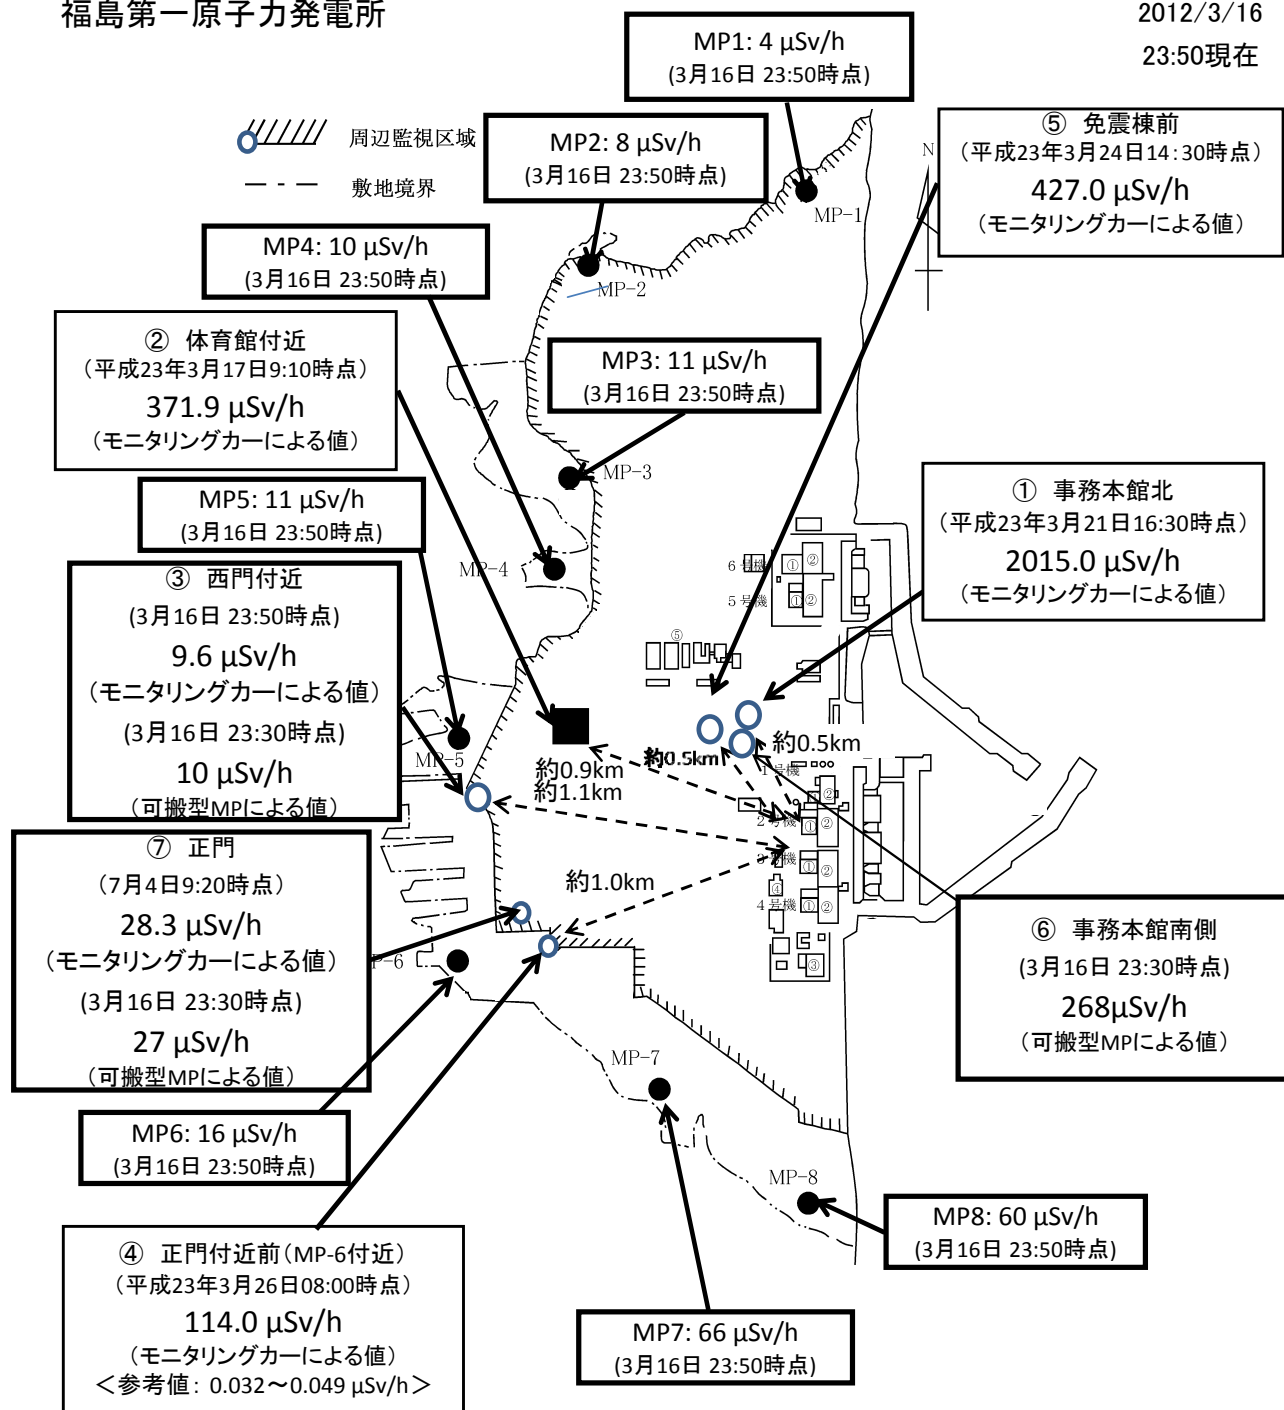 福島第一原子力発電所
2012/3/16
23:50現在
MP1: 4 μSv/h
(3月16日 23:50時点)
周辺監視区域
敷地境界
MP2: 8 μSv/h
(3月16日 23:50時点)
⑤ 免震棟前
(平成23年3月24日14:30時点)
427.0 μSv/h
(モニタリングカーによる値)
N
MP-1
MP4: 10 μSv/h
(3月16日 23:50時点)
MP-2
② 体育館付近
(平成23年3月17日9:10時点)
371.9 μSv/h
(モニタリングカーによる値)
MP3: 11 μSv/h
(3月16日 23:50時点)
MP-3
MP5: 11 μSv/h
(3月16日 23:50時点)
① 事務本館北
(平成23年3月21日16:30時点)
2015.0 μSv/h
(モニタリングカーによる値)
MP-4
6号機
① ②
5号機
① ②
③ 西門付近
(3月16日 23:50時点)
9.6 μSv/h
(モニタリングカーによる値)
(3月16日 23:30時点)
10 μSv/h
(可搬型MPによる値)
⑤
MP-5
約0.9km
約1.1km
約0.5km
約0.5km
1号機
① ②
2号機
① ②
3号機
① ②
④
4号機
① ②
③
約1.0km
⑦ 正門
(7月4日9:20時点)
28.3 μSv/h
(モニタリングカーによる値)
(3月16日 23:30時点)
27 μSv/h
(可搬型MPによる値)
P-6
⑥ 事務本館南側
(3月16日 23:30時点)
268μSv/h
(可搬型MPによる値)
MP-7
MP6: 16 μSv/h
(3月16日 23:50時点)
MP-8
MP8: 60 μSv/h
(3月16日 23:50時点)
④ 正門付近前(MP-6付近)
(平成23年3月26日08:00時点)
114.0 μSv/h
(モニタリングカーによる値)
<参考値: 0.032~0.049 μSv/h>
MP7: 66 μSv/h
(3月16日 23:50時点)